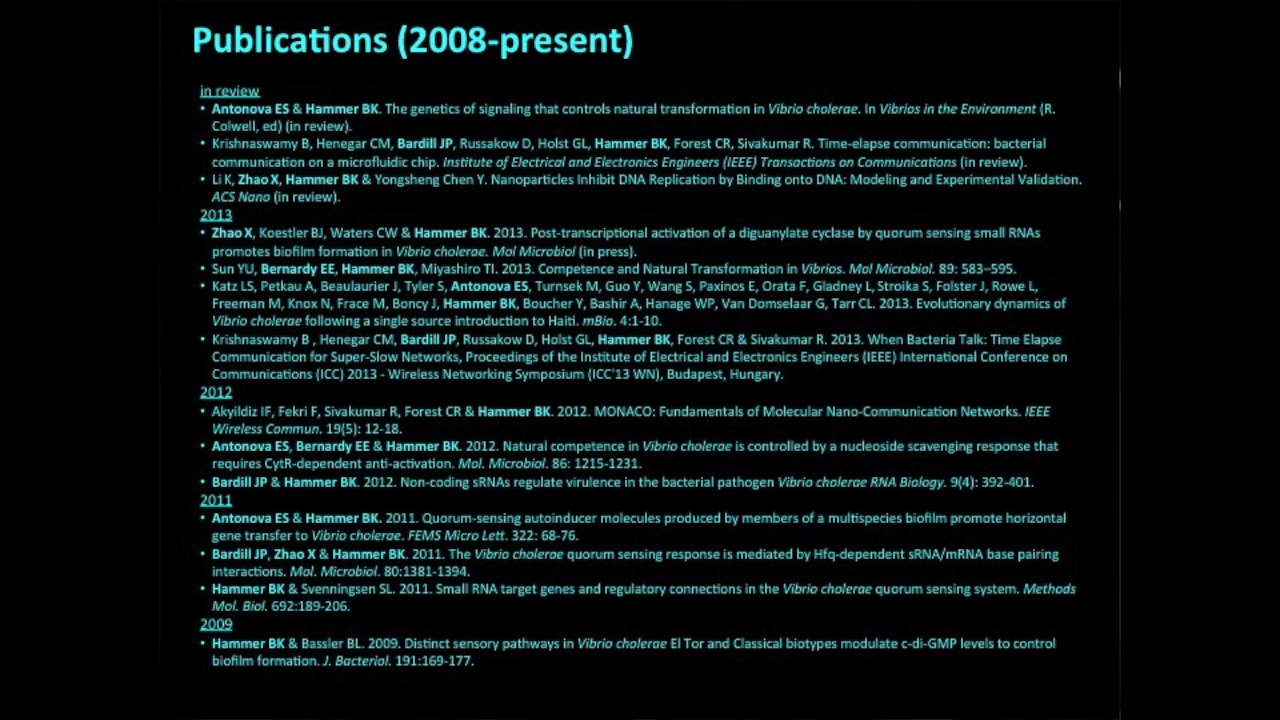 Publications (2008-present)
in review
• Antonova ES & Hammer BK. The genetics of signaling that controls natural transformation in Vibrio cholerae. In Vibrios in the Environment (R.
Colwell, ed) (in review).
• Krishnaswamy B, Henegar CM, Bardill JP, Russakow D, Holst GL, Hammer BK, Forest CR, Sivakumar R. Time-elapse communication: bacterial
communication on a microfluidic chip. Institute of Electrical and Electronics Engineers (IEEE) Transactions on Communications (in review).
• Li K, Zhao X, Hammer BK & Yongsheng Chen Y. Nanoparticles Inhibit DNA Replication by Binding onto DNA: Modeling and Experimental Validation.
ACS Nano (in review).
2013
• Zhao X, Koestler BJ, Waters CW & Hammer BK. 2013. Post-transcriptional activation of a diguanylate cyclase by quorum sensing small RNAs
promotes biofilm formation in Vibrio cholerae. Mol Microbiol (in press).
• Sun YU, Bernardy EE, Hammer BK, Miyashiro TI. 2013. Competence and Natural Transformation in Vibrios. Mol Microbiol. 89: 583–595.
• Katz LS, Petkau A, Beaulaurier J, Tyler S, Antonova ES, Turnsek M, Guo Y, Wang S, Paxinos E, Orata F, Gladney L, Stroika S, Folster J, Rowe L,
Freeman M, Knox N, Frace M, Boncy J, Hammer BK, Boucher Y, Bashir A, Hanage WP, Van Domselaar G, Tarr CL. 2013. Evolutionary dynamics of
Vibrio cholerae following a single source introduction to Haiti. mBio. 4:1-10.
• Krishnaswamy B , Henegar CM, Bardill JP, Russakow D, Holst GL, Hammer BK, Forest CR & Sivakumar R. 2013. When Bacteria Talk: Time Elapse
Communication for Super-Slow Networks, Proceedings of the Institute of Electrical and Electronics Engineers (IEEE) International Conference on
Communications (ICC) 2013 - Wireless Networking Symposium (ICC'13 WN), Budapest, Hungary.
2012
• Akyildiz IF, Fekri F, Sivakumar R, Forest CR & Hammer BK. 2012. MONACO: Fundamentals of Molecular Nano-Communication Networks. IEEE
Wireless Commun. 19(5): 12-18.
• Antonova ES, Bernardy EE & Hammer BK. 2012. Natural competence in Vibrio cholerae is controlled by a nucleoside scavenging response that
requires CytR-dependent anti-activation. Mol. Microbiol. 86: 1215-1231.
• Bardill JP & Hammer BK. 2012. Non-coding sRNAs regulate virulence in the bacterial pathogen Vibrio cholerae RNA Biology. 9(4): 392-401.
2011
• Antonova ES & Hammer BK. 2011. Quorum-sensing autoinducer molecules produced by members of a multispecies biofilm promote horizontal
gene transfer to Vibrio cholerae. FEMS Micro Lett. 322: 68-76.
• Bardill JP, Zhao X & Hammer BK. 2011. The Vibrio cholerae quorum sensing response is mediated by Hfq-dependent sRNA/mRNA base pairing
interactions. Mol. Microbiol. 80:1381-1394.
• Hammer BK & Svenningsen SL. 2011. Small RNA target genes and regulatory connections in the Vibrio cholerae quorum sensing system. Methods
Mol. Biol. 692:189-206.
2009
• Hammer BK & Bassler BL. 2009. Distinct sensory pathways in Vibrio cholerae El Tor and Classical biotypes modulate c-di-GMP levels to control
biofilm formation. J. Bacteriol. 191:169-177.